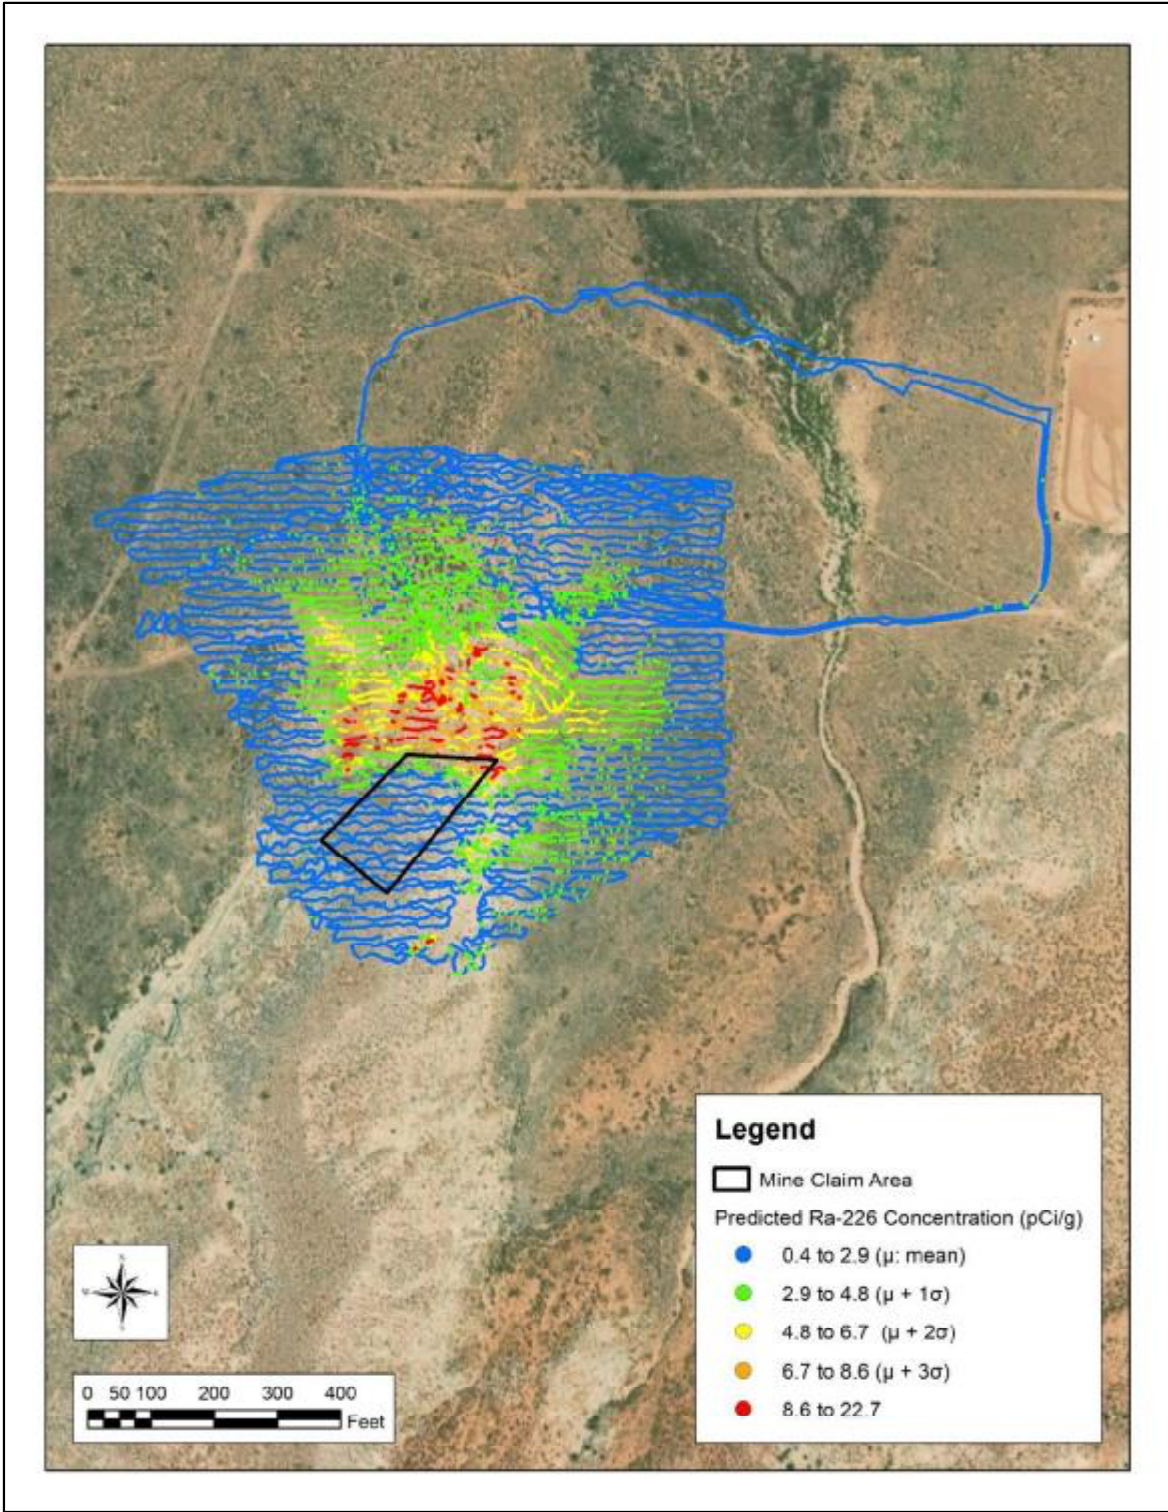 Legend
Mine Claim Area
Predicted Ra-226 Concentration (pCi/g)
0.4 to 2.9 (μ: mean)
2.9 to 4.8 (μ + 1σ)
4.8 to 6.7 (μ + 2σ)
6.7 to 8.6 (μ + 3σ)
8.6 to 22.7
0 50 100 200 300 400
Feet